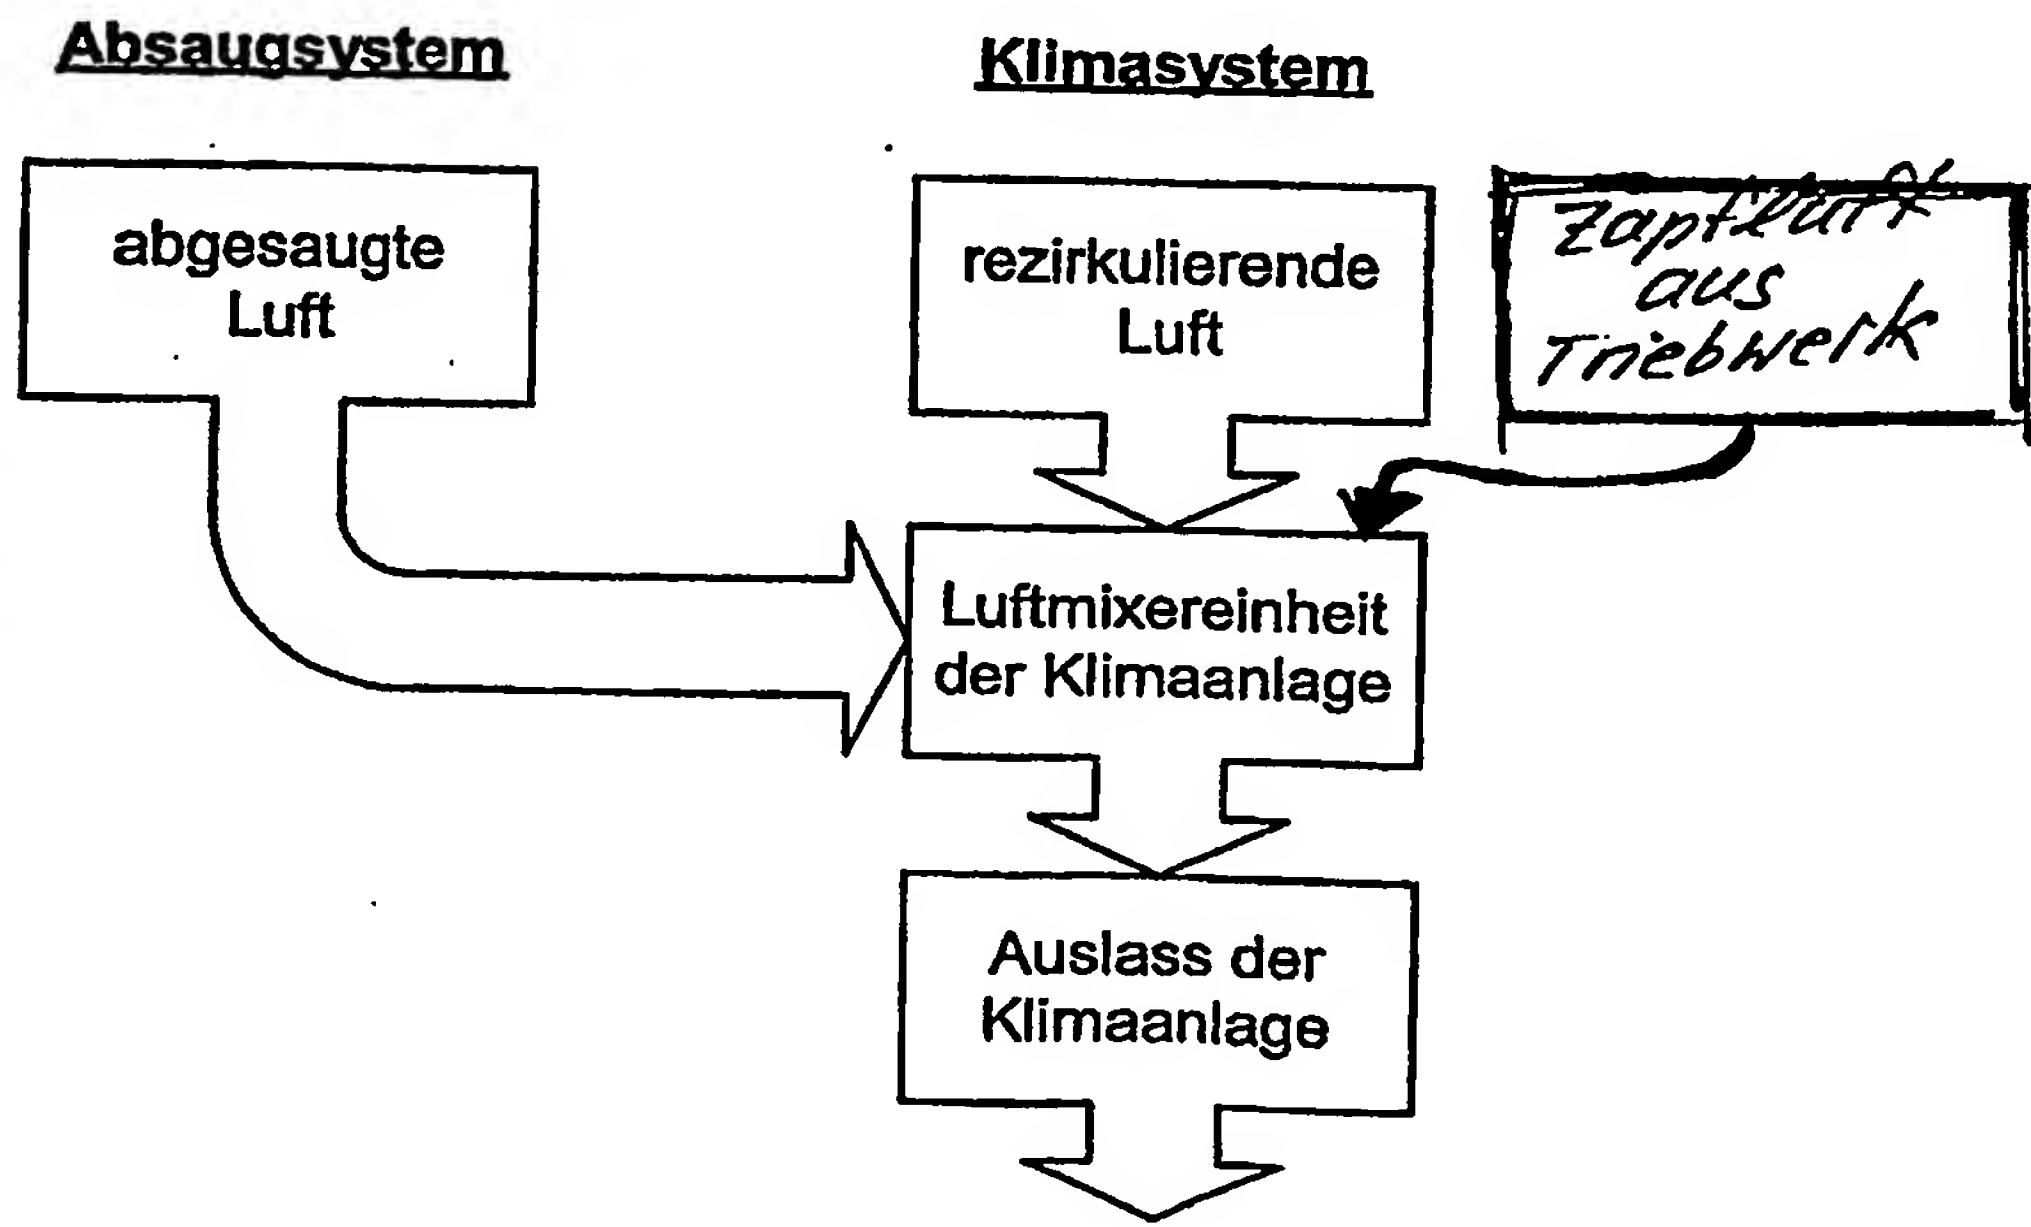 Absaugsystem
Klimasystem
abgesaugte
Luft
rezirkulierende
Luft
Zapfluft
aus
Triebwerk
Luftmixereinheit
der Klimaanlage
Auslass der
Klimaanlage